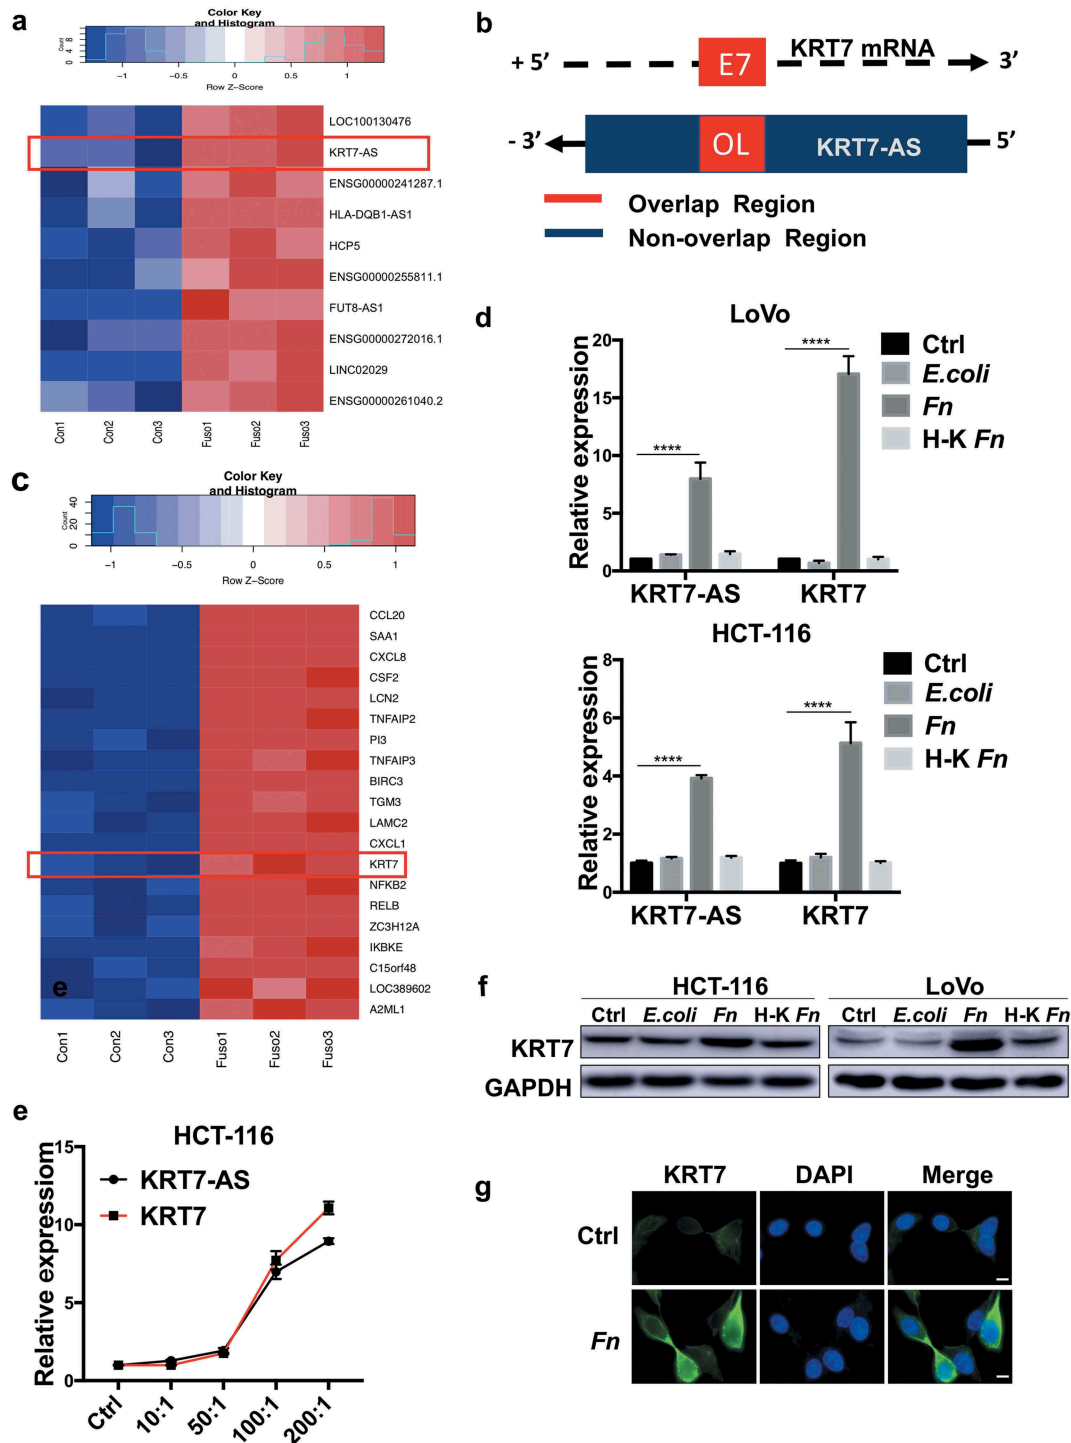 a
Color Key
and Histogram
Count
0 4 8
-1 -0.5 0 0.5 1
Row Z-Score
LOC100130476
KRT7-AS
ENSG00000241287.1
HLA-DQB1-AS1
HCP5
ENSG00000255811.1
FUT8-AS1
ENSG00000272016.1
LINC02029
ENSG00000261040.2
Con1 Con2 Con3 Fuso1 Fuso2 Fuso3
b
+ 5' E7 KRT7 mRNA 3'
- 3' OL KRT7-AS 5'
Overlap Region
Non-overlap Region
c
Color Key
and Histogram
Count
0 20 40
-1 -0.5 0 0.5 1
Row Z-Score
CCL20
SAA1
CXCL8
CSF2
LCN2
TNFAIP2
PI3
TNFAIP3
BIRC3
TGM3
LAMC2
CXCL1
KRT7
NFKB2
RELB
ZC3H12A
IKBKE
C15orf48
LOC389602
A2ML1
e
Con1 Con2 Con3 Fuso1 Fuso2 Fuso3
d
LoVo
Relative expression
20
15
10
5
0
**** ****
KRT7-AS KRT7
Ctrl
E.coli
Fn
H-K Fn
HCT-116
Relative expression
8
6
4
2
0
**** ****
KRT7-AS KRT7
Ctrl
E.coli
Fn
H-K Fn
e
HCT-116
Relative expressiom
15
10
5
0
KRT7-AS
KRT7
Ctrl 10:1 50:1 100:1 200:1
f
HCT-116 LoVo
Ctrl E.coli Fn H-K Fn Ctrl E.coli Fn H-K Fn
KRT7
GAPDH
g
KRT7 DAPI Merge
Ctrl
Fn